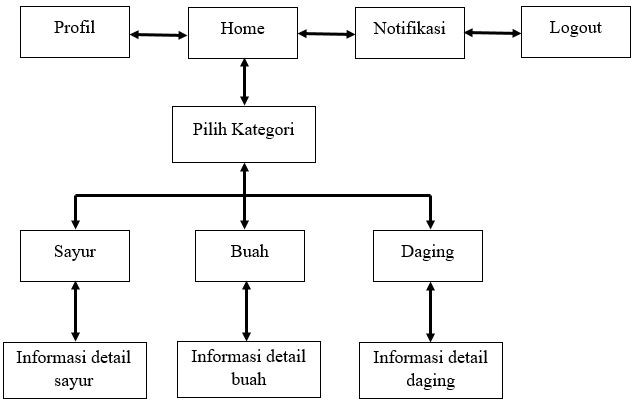 Profil
Home
Notifikasi
Logout
Pilih Kategori
Sayur
Buah
Daging
Informasi detail
sayur
Informasi detail
buah
Informasi detail
daging